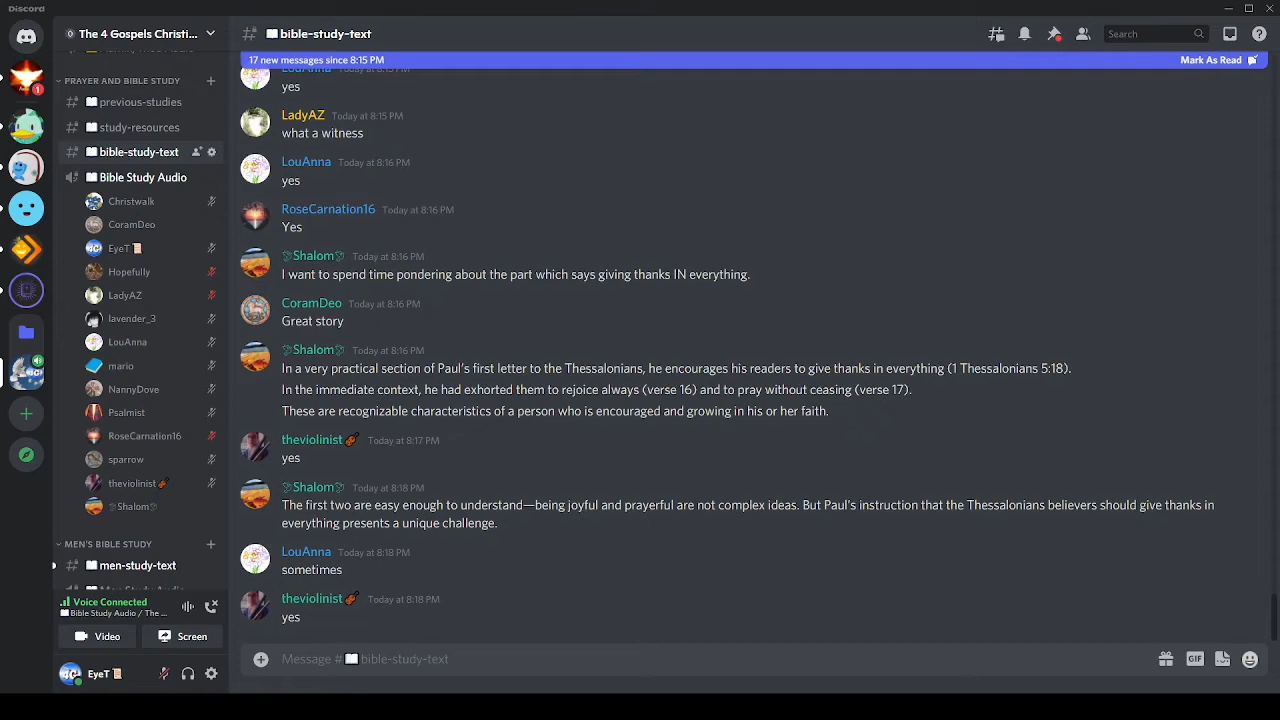 Discord
The 4 Gospels Christi...
bible-study-text
Search
17 new messages since 8:15 PM
Mark As Read
PRAYER AND BIBLE STUDY
previous-studies
study-resources
bible-study-text
Bible Study Audio
Christwalk
CoramDeo
EyeT
Hopefully
LadyAZ
lavender_3
LouAnna
mario
NannyDove
Psalmist
RoseCarnation16
sparrow
theviolinist
Shalom
MEN'S BIBLE STUDY
men-study-text
Men Study Audio
Voice Connected
Bible Study Audio / The ...
Video
Screen
EyeT
1
LouAnna Today at 8:15 PM
yes
LadyAZ Today at 8:15 PM
what a witness
LouAnna Today at 8:16 PM
yes
RoseCarnation16 Today at 8:16 PM
Yes
Shalom Today at 8:16 PM
I want to spend time pondering about the part which says giving thanks IN everything.
CoramDeo Today at 8:16 PM
Great story
Shalom Today at 8:16 PM
In a very practical section of Paul's first letter to the Thessalonians, he encourages his readers to give thanks in everything (1 Thessalonians 5:18).
In the immediate context, he had exhorted them to rejoice always (verse 16) and to pray without ceasing (verse 17).
These are recognizable characteristics of a person who is encouraged and growing in his or her faith.
theviolinist Today at 8:17 PM
yes
Shalom Today at 8:18 PM
The first two are easy enough to understand—being joyful and prayerful are not complex ideas. But Paul's instruction that the Thessalonians believers should give thanks in
everything presents a unique challenge.
LouAnna Today at 8:18 PM
sometimes
theviolinist Today at 8:18 PM
yes
Message # bible-study-text
GIF